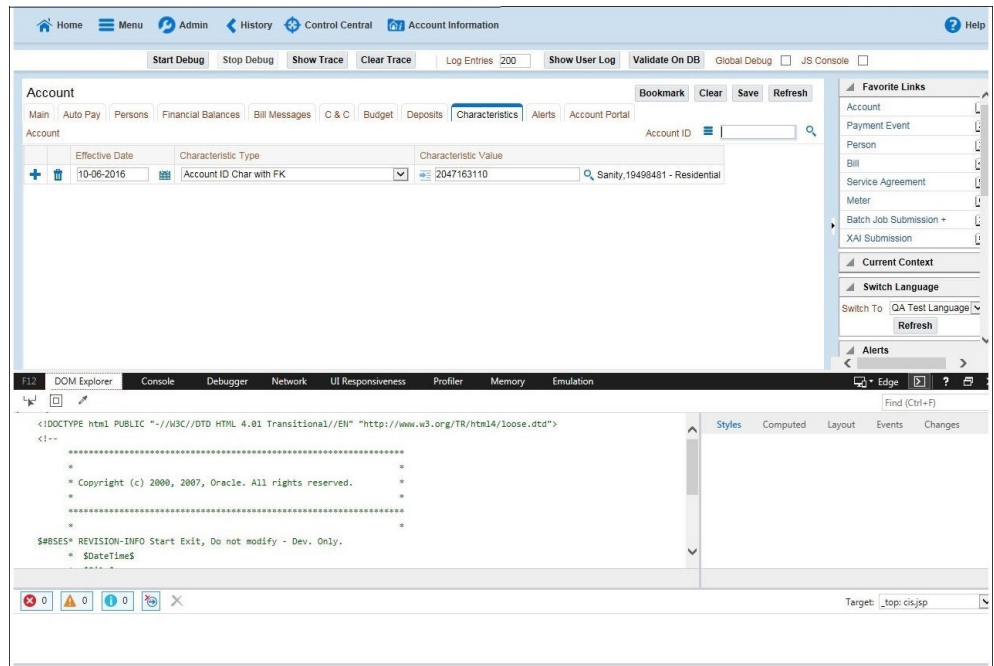 Home Menu Admin History Control Central Account Information Help
Start Debug Stop Debug Show Trace Clear Trace Log Entries 200 Show User Log Validate On DB Global Debug JS Console
Account Bookmark Clear Save Refresh
Main Auto Pay Persons Financial Balances Bill Messages C & C Budget Deposits Characteristics Alerts Account Portal
Account Account ID
Effective Date Characteristic Type Characteristic Value
10-06-2016 Account ID Char with FK 2047163110 Sanity,19498481 - Residential
Favorite Links
Account
Payment Event
Person
Bill
Service Agreement
Meter
Batch Job Submission +
XAI Submission
Current Context
Switch Language
Switch To QA Test Language
Refresh
Alerts
F12 DOM Explorer Console Debugger Network UI Responsiveness Profiler Memory Emulation Edge ?
Find (Ctrl+F)
<!DOCTYPE html PUBLIC "-//W3C//DTD HTML 4.01 Transitional//EN" "http://www.w3.org/TR/html4/loose.dtd">
<!--
*******************************************************************
* *
* Copyright (c) 2000, 2007, Oracle. All rights reserved. *
* *
*******************************************************************
* *
$#BSES* REVISION-INFO Start Exit, Do not modify - Dev. Only.
* $DateTime$
Styles Computed Layout Events Changes
0 0 0
Target: _top: cis.jsp